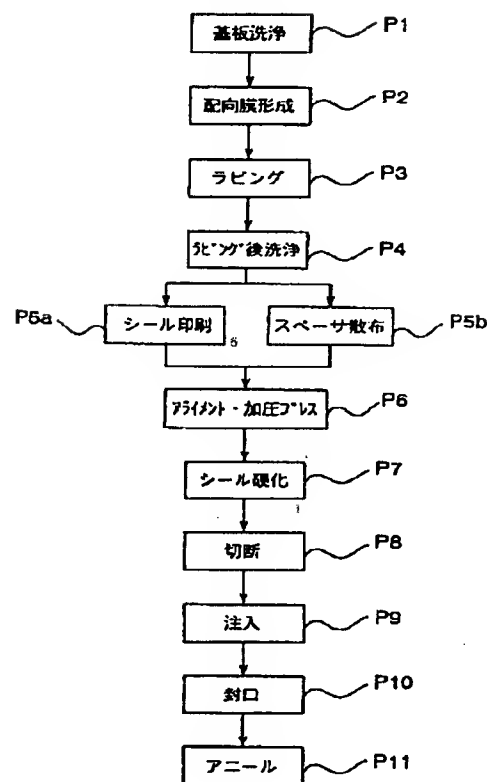 基板洗浄 P1
配向膜形成 P2
ラビング P3
ラビング後洗浄 P4
P5a シール印刷 スペーサ散布 P5b
アライメント・加圧プレス P6
シール硬化 P7
切断 P8
注入 P9
封口 P10
アニール P11